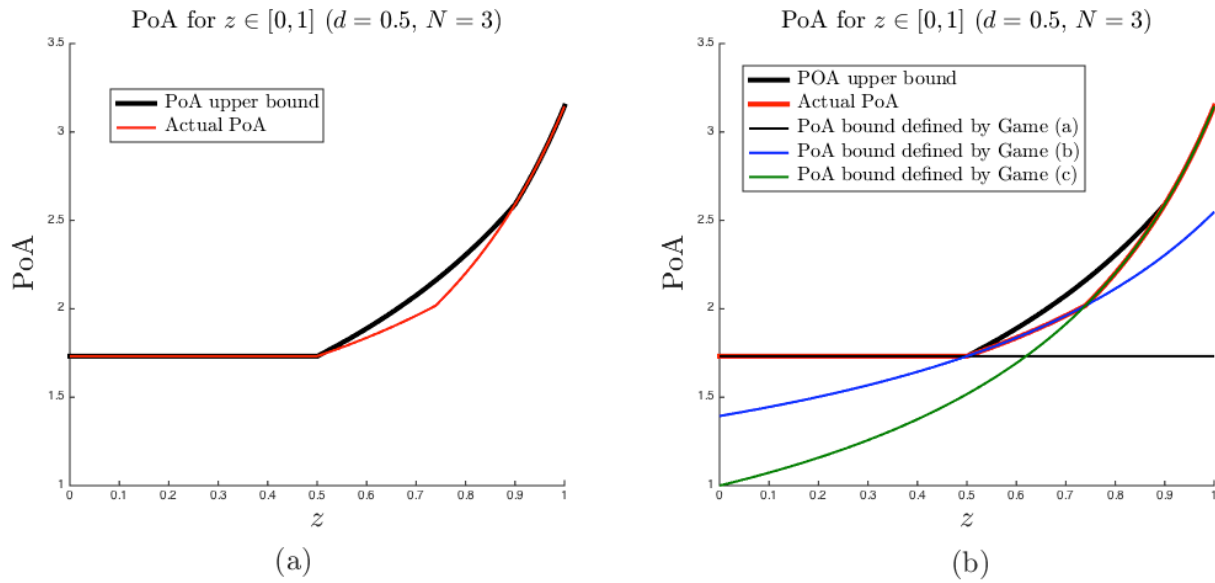 PoA for z ∈ [0, 1] (d = 0.5, N = 3)
3.5
3
2.5
2
1.5
1
PoA
PoA upper bound
Actual PoA
0 0.1 0.2 0.3 0.4 0.5 0.6 0.7 0.8 0.9 1
z
(a)
PoA for z ∈ [0, 1] (d = 0.5, N = 3)
3.5
3
2.5
2
1.5
1
PoA
POA upper bound
Actual PoA
PoA bound defined by Game (a)
PoA bound defined by Game (b)
PoA bound defined by Game (c)
0 0.1 0.2 0.3 0.4 0.5 0.6 0.7 0.8 0.9 1
z
(b)